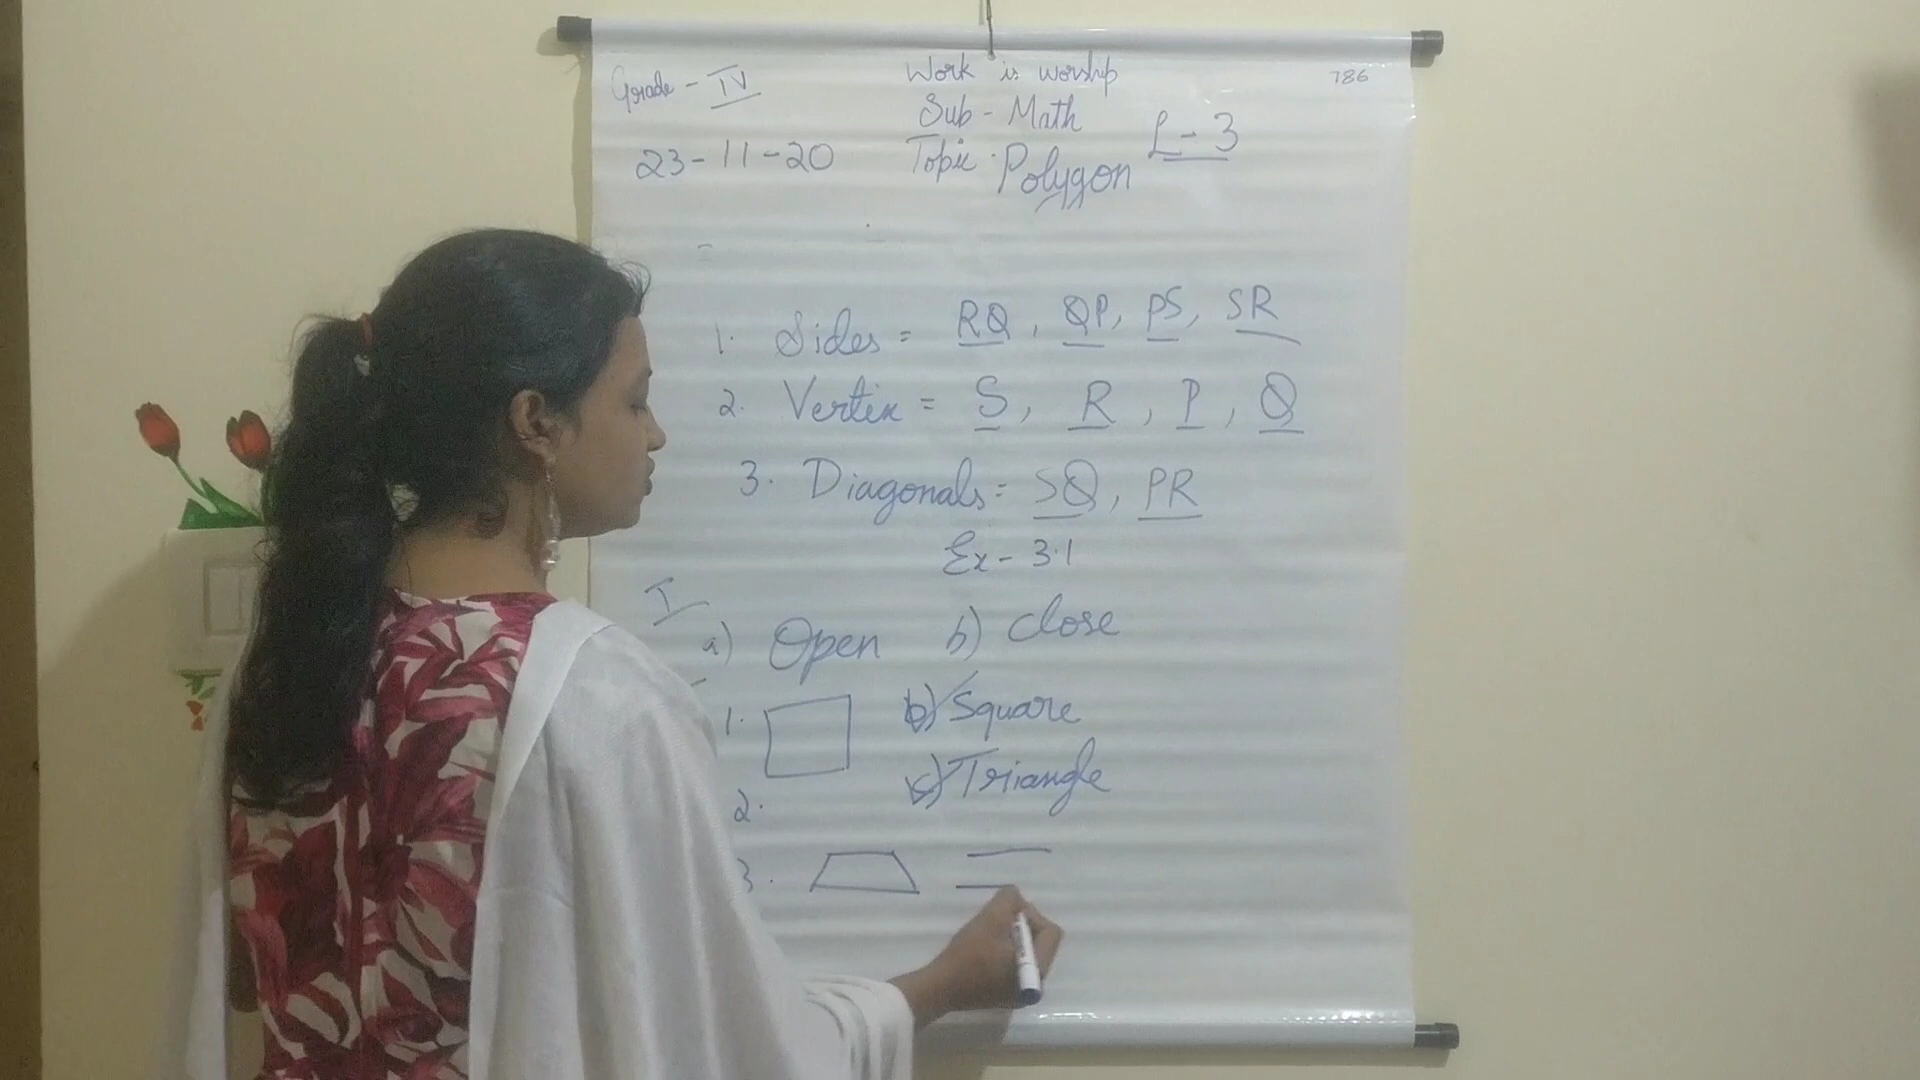 Work is worship 786
Grade - IV
Sub - Math
23-11-20 Topic. Polygon L-3
1. Sides = RQ, QP, PS, SR
2. Vertex = S, R, P, Q
3. Diagonals = SQ, PR
Ex - 3.1
I
a) Open b) Close
1. b) Square
c) Triangle
2.
3.